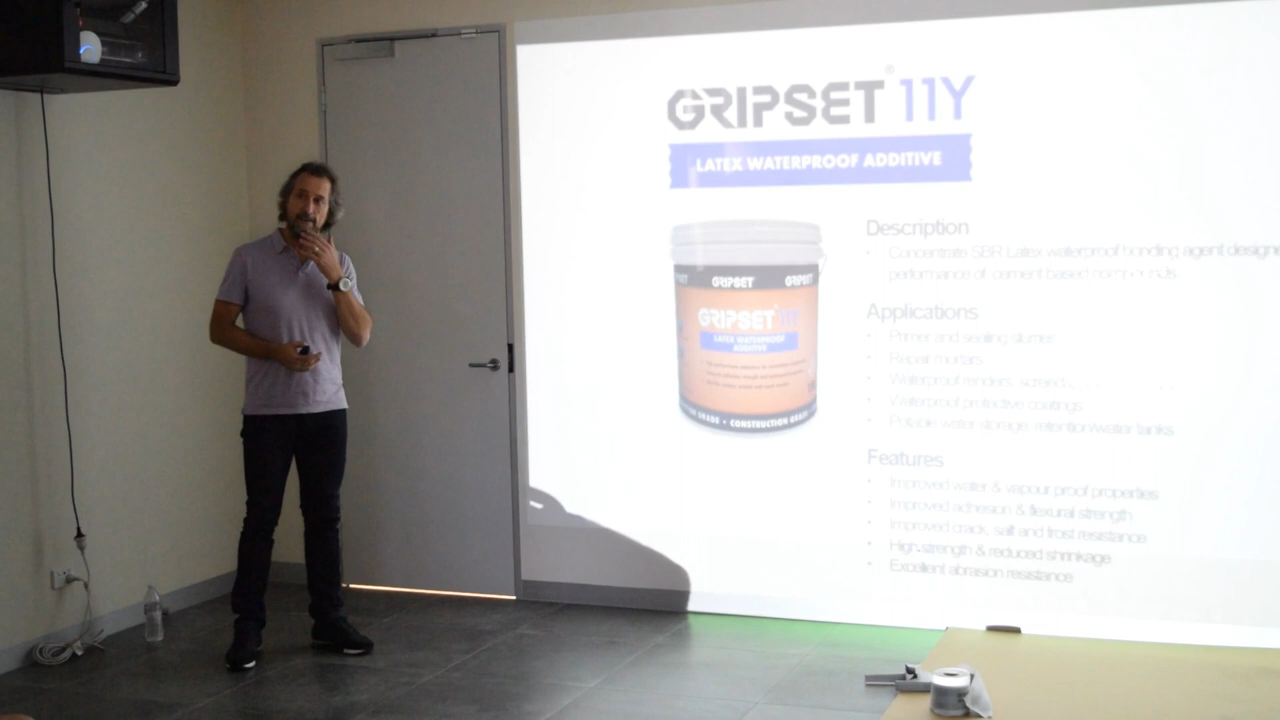 GRIPSET® 11Y
LATEX WATERPROOF ADDITIVE
GRIPSET GRIPSET
GRIPSET 11Y
LATEX WATERPROOF
ADDITIVE
CONSTRUCTION GRADE
Description
• Concentrate SBR Latex waterproof bonding agent designe
performance of cement based
Applications
• Primer and sealing slurries
• Repair mortars
• Waterproof renders, screeds,
• Waterproof protective coatings
• Potable water storage, retention/water tanks
Features
• Improved water & vapour proof properties
• Improved adhesion & flexural strength
• Improved crack, salt and frost resistance
• High strength & reduced shrinkage
• Excellent abrasion resistance